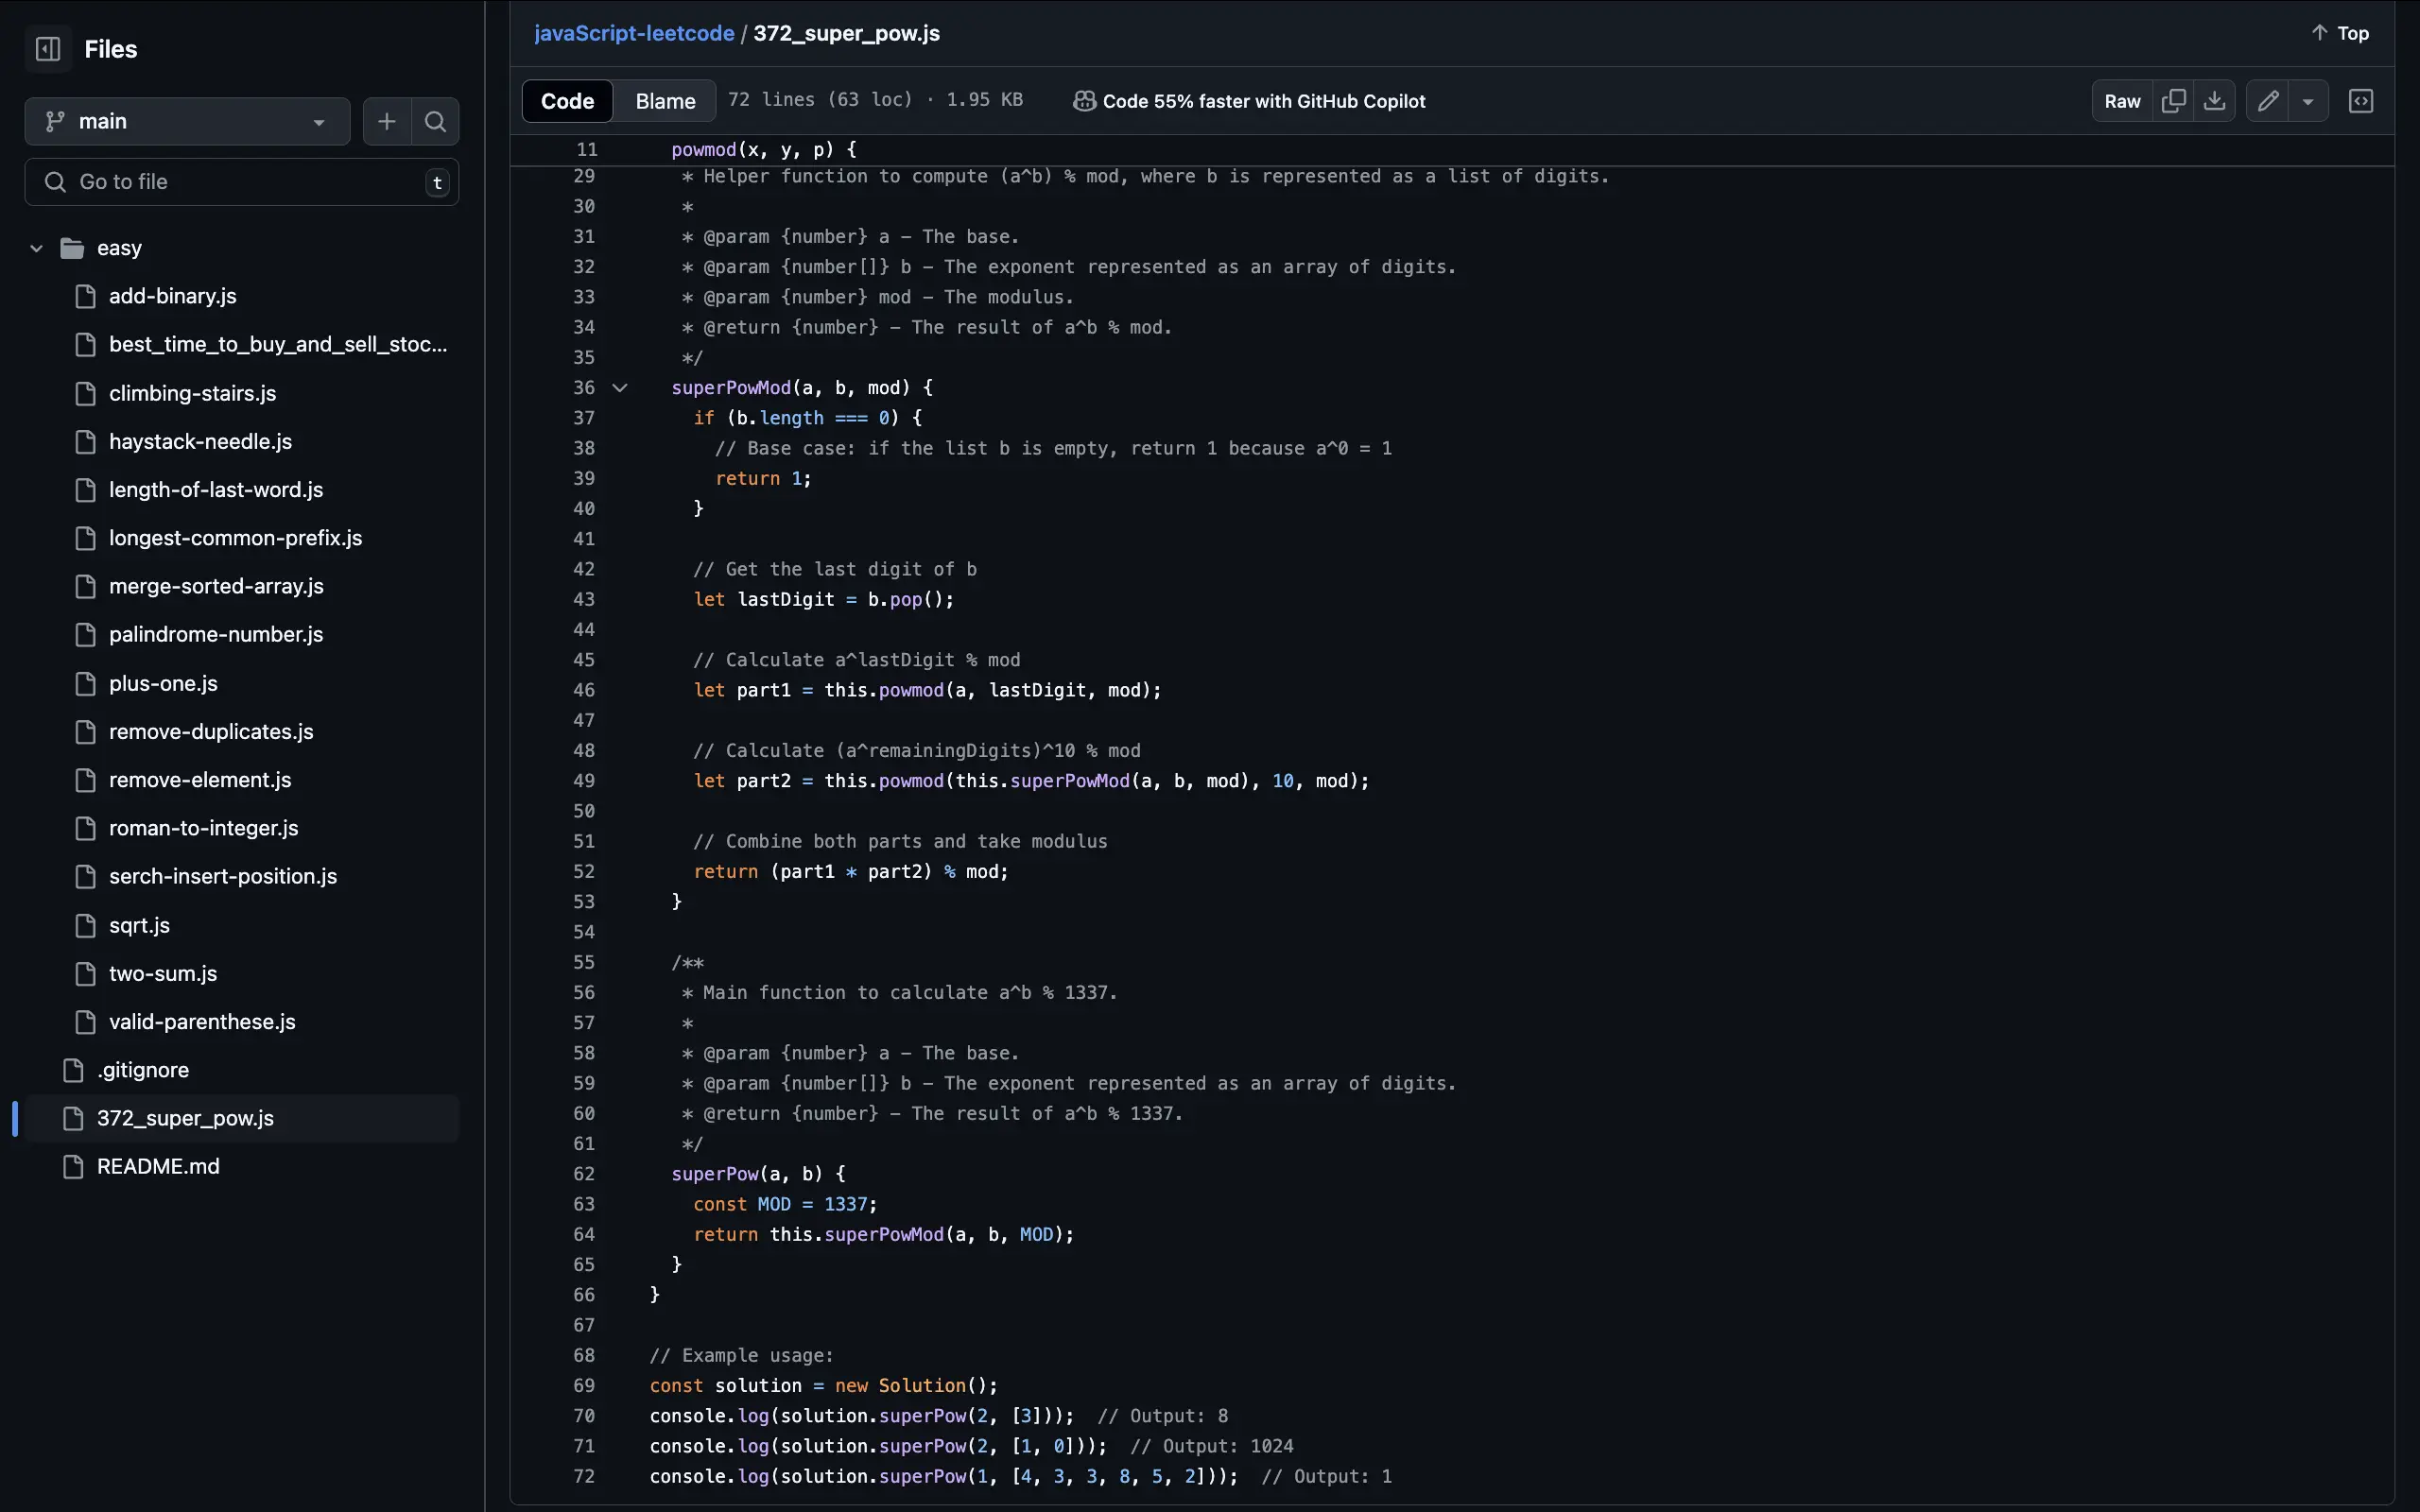 Files
main
Go to file
t
easy
add-binary.js
best_time_to_buy_and_sell_stoc...
climbing-stairs.js
haystack-needle.js
length-of-last-word.js
longest-common-prefix.js
merge-sorted-array.js
palindrome-number.js
plus-one.js
remove-duplicates.js
remove-element.js
roman-to-integer.js
serch-insert-position.js
sqrt.js
two-sum.js
valid-parenthese.js
.gitignore
372_super_pow.js
README.md
javaScript-leetcode / 372_super_pow.js
Top
Code Blame 72 lines (63 loc) · 1.95 KB Code 55% faster with GitHub Copilot Raw
11 powmod(x, y, p) {
29 * Helper function to compute (a^b) % mod, where b is represented as a list of digits.
30 *
31 * @param {number} a - The base.
32 * @param {number[]} b - The exponent represented as an array of digits.
33 * @param {number} mod - The modulus.
34 * @return {number} - The result of a^b % mod.
35 */
36 superPowMod(a, b, mod) {
37 if (b.length === 0) {
38 // Base case: if the list b is empty, return 1 because a^0 = 1
39 return 1;
40 }
41
42 // Get the last digit of b
43 let lastDigit = b.pop();
44
45 // Calculate a^lastDigit % mod
46 let part1 = this.powmod(a, lastDigit, mod);
47
48 // Calculate (a^remainingDigits)^10 % mod
49 let part2 = this.powmod(this.superPowMod(a, b, mod), 10, mod);
50
51 // Combine both parts and take modulus
52 return (part1 * part2) % mod;
53 }
54
55 /**
56 * Main function to calculate a^b % 1337.
57 *
58 * @param {number} a - The base.
59 * @param {number[]} b - The exponent represented as an array of digits.
60 * @return {number} - The result of a^b % 1337.
61 */
62 superPow(a, b) {
63 const MOD = 1337;
64 return this.superPowMod(a, b, MOD);
65 }
66 }
67
68 // Example usage:
69 const solution = new Solution();
70 console.log(solution.superPow(2, [3])); // Output: 8
71 console.log(solution.superPow(2, [1, 0])); // Output: 1024
72 console.log(solution.superPow(1, [4, 3, 3, 8, 5, 2])); // Output: 1